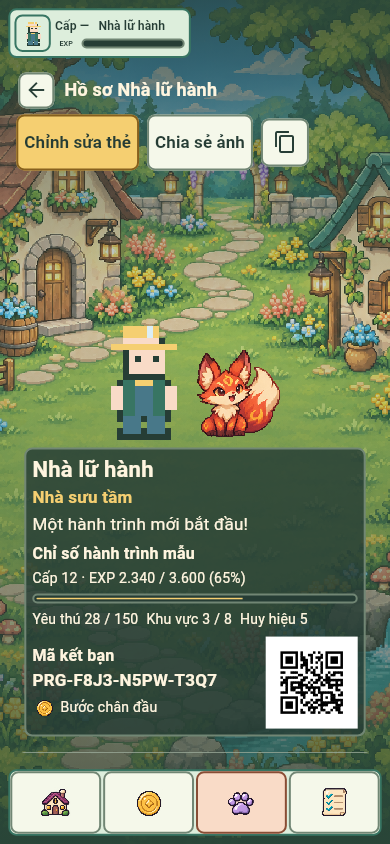 Cấp — Nhà lữ hành
EXP
Hồ sơ Nhà lữ hành
Chỉnh sửa thẻ
Chia sẻ ảnh
Nhà lữ hành
Nhà sưu tầm
Một hành trình mới bắt đầu!
Chỉ số hành trình mẫu
Cấp 12 · EXP 2.340 / 3.600 (65%)
Yêu thú 28 / 150 Khu vực 3 / 8 Huy hiệu 5
Mã kết bạn
PRG-F8J3-N5PW-T3Q7
Bước chân đầu